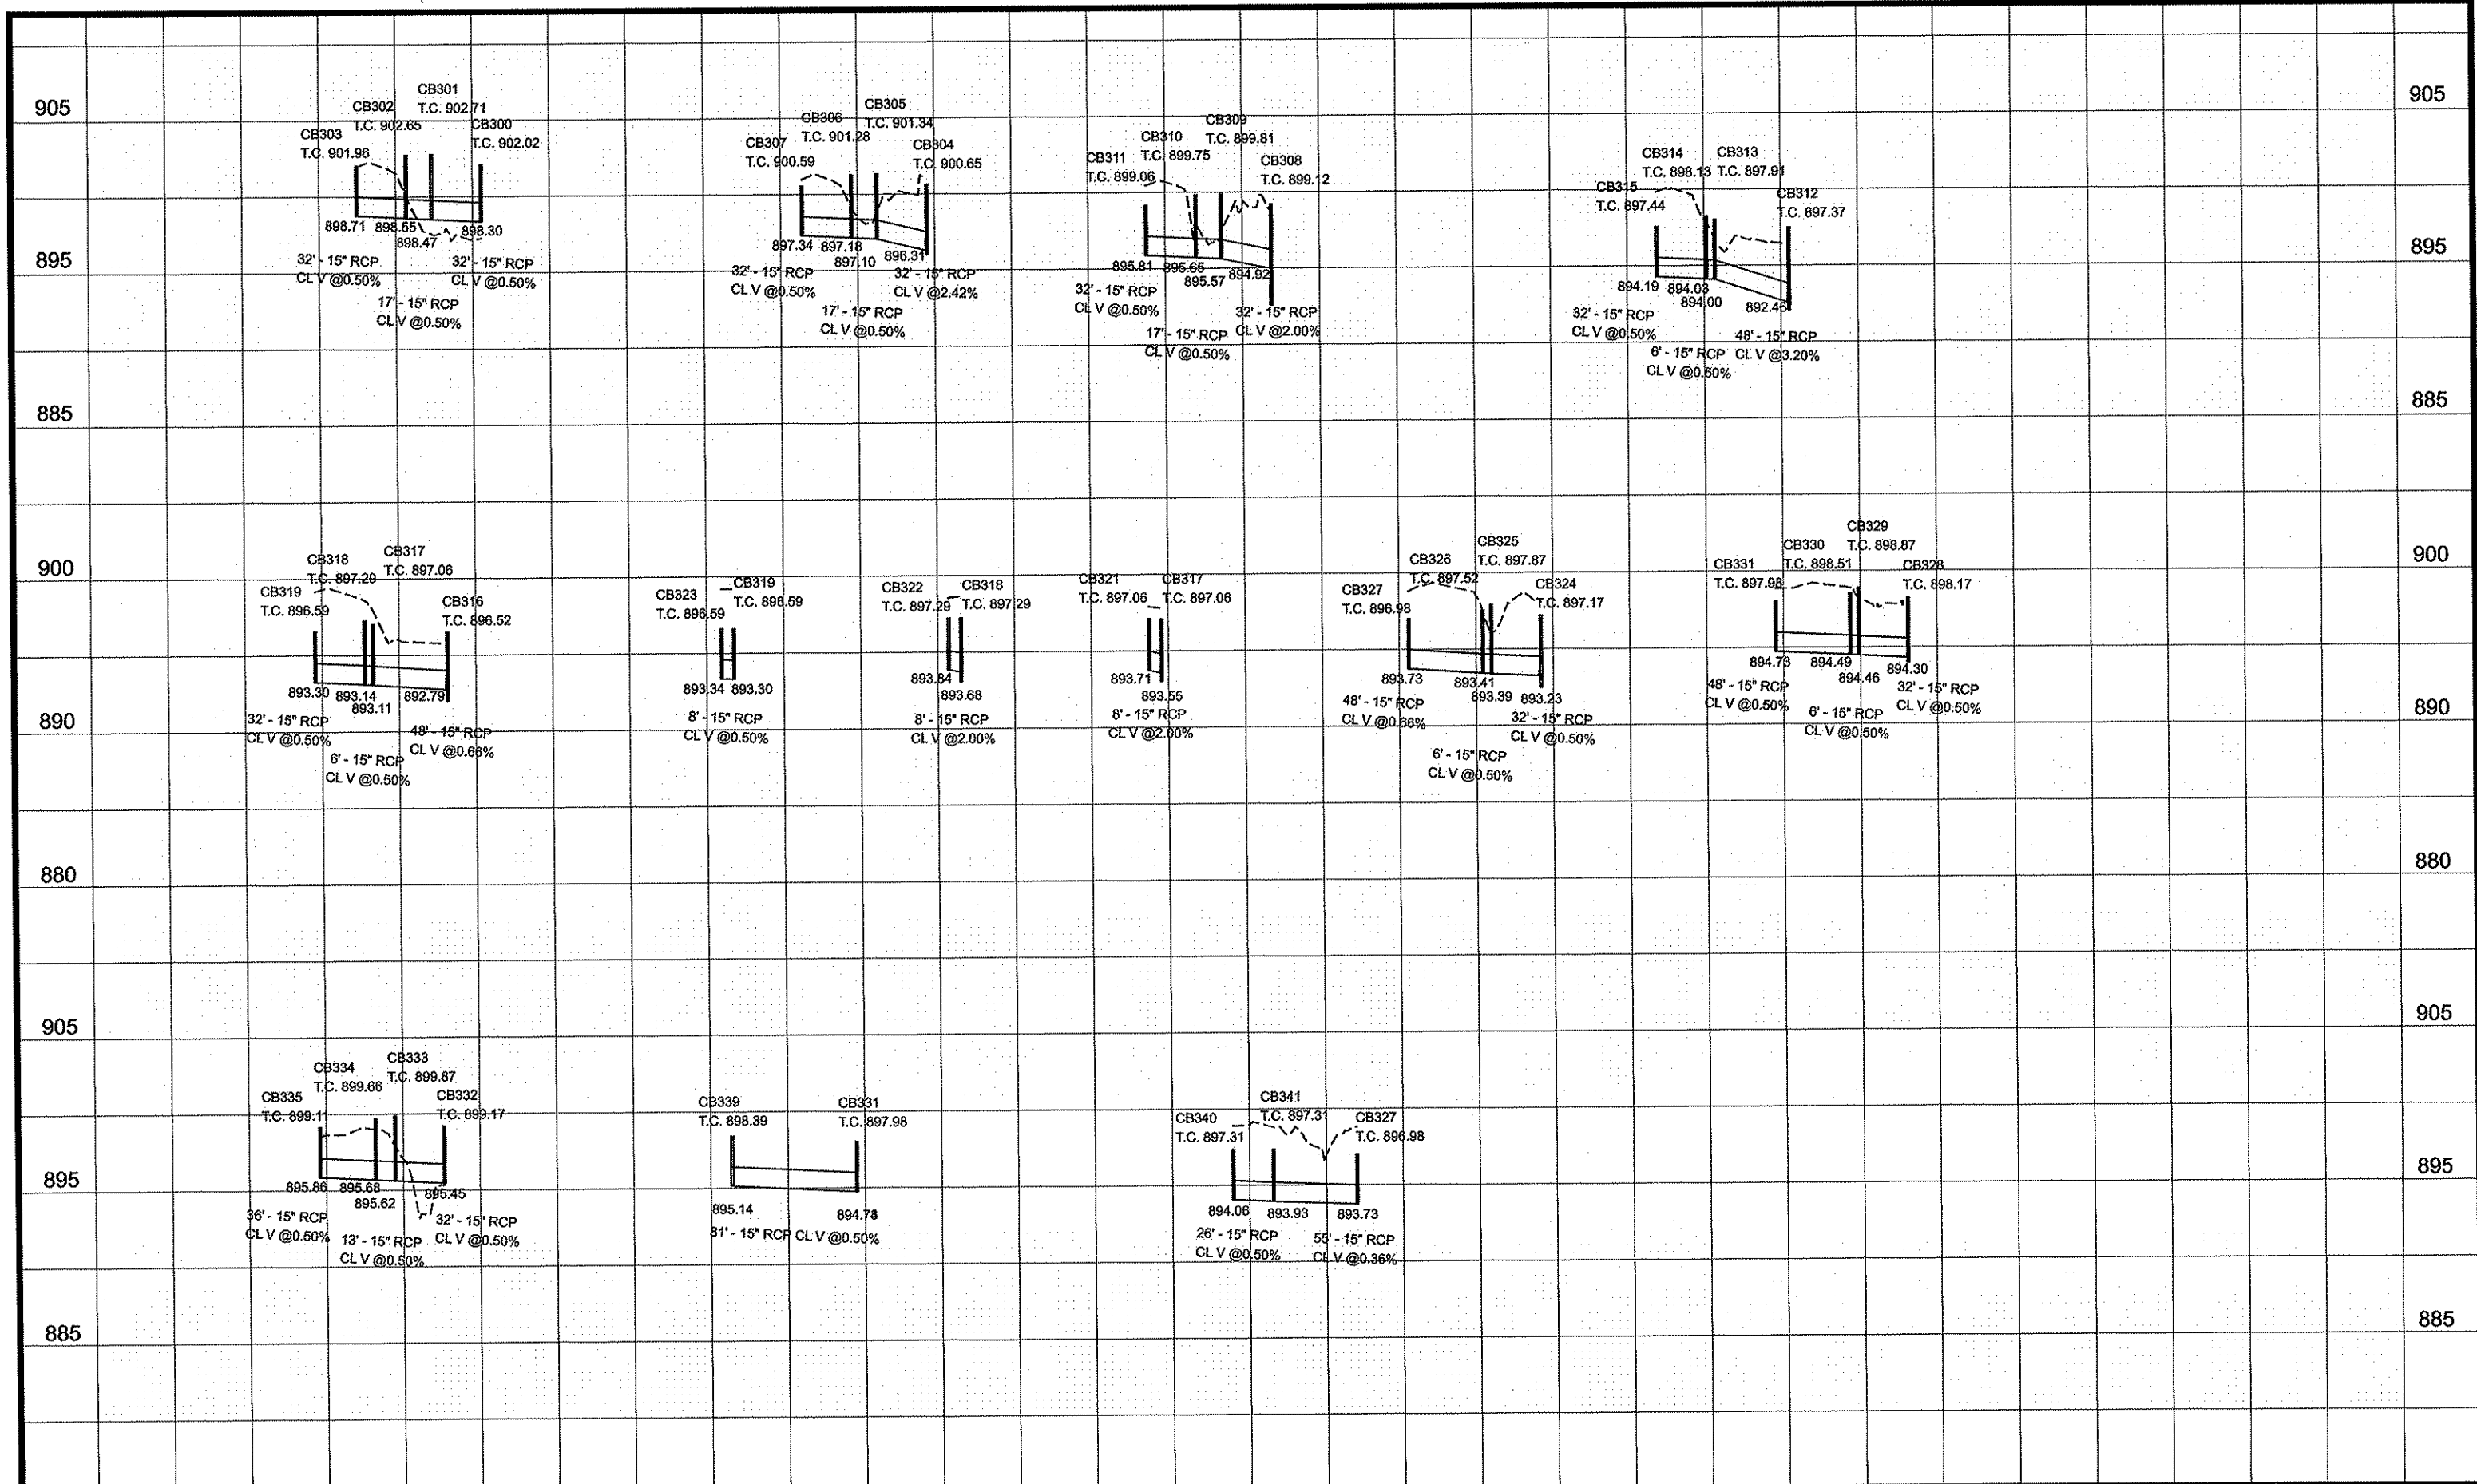 905
905
CB303
T.C. 901.96
CB302
T.C. 902.65
CB301
T.C. 902.71
CB300
T.C. 902.02
898.71
898.55
898.47
898.30
32' - 15" RCP
CL V @0.50%
17' - 15" RCP
CL V @0.50%
32' - 15" RCP
CL V @0.50%
CB307
T.C. 900.59
CB306
T.C. 901.28
CB305
T.C. 901.34
CB304
T.C. 900.65
897.34
897.18
897.10
896.31
32' - 15" RCP
CL V @0.50%
17' - 15" RCP
CL V @0.50%
32' - 15" RCP
CL V @2.42%
CB311
T.C. 899.06
CB310
T.C. 899.75
CB309
T.C. 899.81
CB308
T.C. 899.12
895.81
895.65
895.57
894.92
32' - 15" RCP
CL V @0.50%
17' - 15" RCP
CL V @0.50%
32' - 15" RCP
CL V @2.00%
CB315
T.C. 897.44
CB314
T.C. 898.13
CB313
T.C. 897.91
CB312
T.C. 897.37
894.19
894.03
894.00
892.46
32' - 15" RCP
CL V @0.50%
6' - 15" RCP
CL V @0.50%
48' - 15" RCP
CL V @3.20%
895
895
885
885
900
900
CB319
T.C. 896.59
CB318
T.C. 897.29
CB317
T.C. 897.06
CB316
T.C. 896.52
893.30
893.14
893.11
892.79
32' - 15" RCP
CL V @0.50%
6' - 15" RCP
CL V @0.50%
48' - 15" RCP
CL V @0.66%
CB323
T.C. 896.59
CB319
T.C. 896.59
893.34
893.30
8' - 15" RCP
CL V @0.50%
CB322
T.C. 897.29
CB318
T.C. 897.29
893.84
893.68
8' - 15" RCP
CL V @2.00%
CB321
T.C. 897.06
CB317
T.C. 897.06
893.71
893.55
8' - 15" RCP
CL V @2.00%
CB327
T.C. 896.98
CB326
T.C. 897.52
CB325
T.C. 897.87
CB324
T.C. 897.17
893.73
893.41
893.39
893.23
48' - 15" RCP
CL V @0.66%
6' - 15" RCP
CL V @0.50%
32' - 15" RCP
CL V @0.50%
CB331
T.C. 897.98
CB330
T.C. 898.51
CB329
T.C. 898.87
CB328
T.C. 898.17
894.73
894.49
894.46
894.30
48' - 15" RCP
CL V @0.50%
6' - 15" RCP
CL V @0.50%
32' - 15" RCP
CL V @0.50%
890
890
880
880
905
905
CB335
T.C. 899.11
CB334
T.C. 899.66
CB333
T.C. 899.87
CB332
T.C. 899.17
895.86
895.68
895.62
895.45
36' - 15" RCP
CL V @0.50%
13' - 15" RCP
CL V @0.50%
32' - 15" RCP
CL V @0.50%
CB339
T.C. 898.39
CB331
T.C. 897.98
895.14
81' - 15" RCP CL V @0.50%
CB340
T.C. 897.31
CB341
T.C. 897.31
CB327
T.C. 896.98
894.06
893.93
893.73
26' - 15" RCP
CL V @0.50%
55' - 15" RCP
CL V @0.36%
895
895
885
885